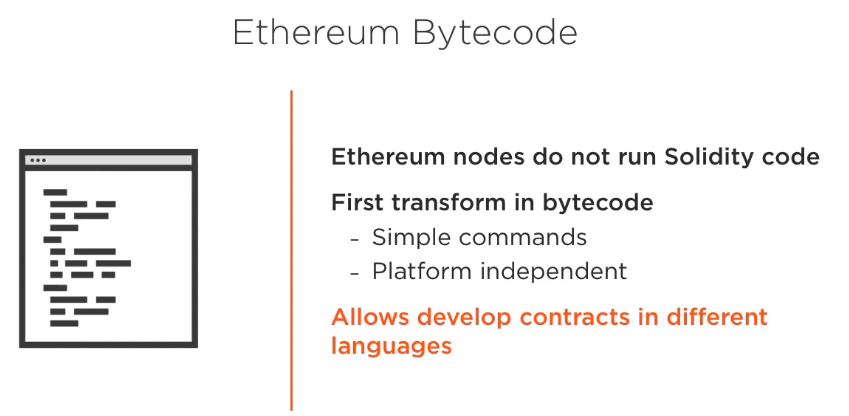 Ethereum Bytecode
Ethereum nodes do not run Solidity code
First transform in bytecode
- Simple commands
- Platform independent
Allows develop contracts in different
languages